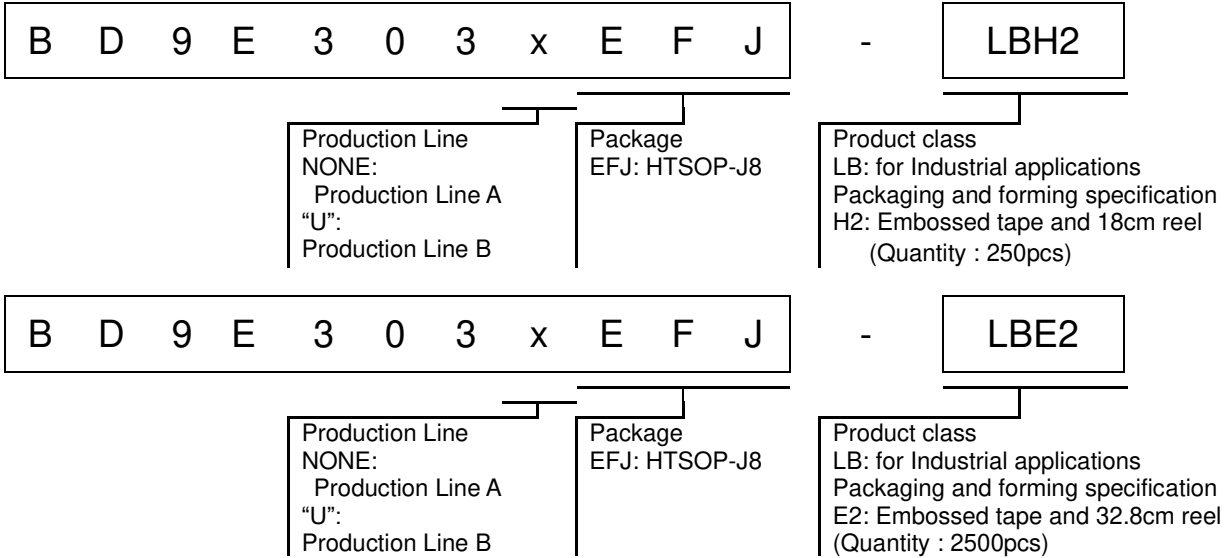 B D 9 E 3 0 3 x E F J - LBH2
Production Line
NONE:
Production Line A
“U”:
Production Line B
Package
EFJ: HTSOP-J8
Product class
LB: for Industrial applications
Packaging and forming specification
H2: Embossed tape and 18cm reel
(Quantity : 250pcs)
B D 9 E 3 0 3 x E F J - LBE2
Production Line
NONE:
Production Line A
“U”:
Production Line B
Package
EFJ: HTSOP-J8
Product class
LB: for Industrial applications
Packaging and forming specification
E2: Embossed tape and 32.8cm reel
(Quantity : 2500pcs)